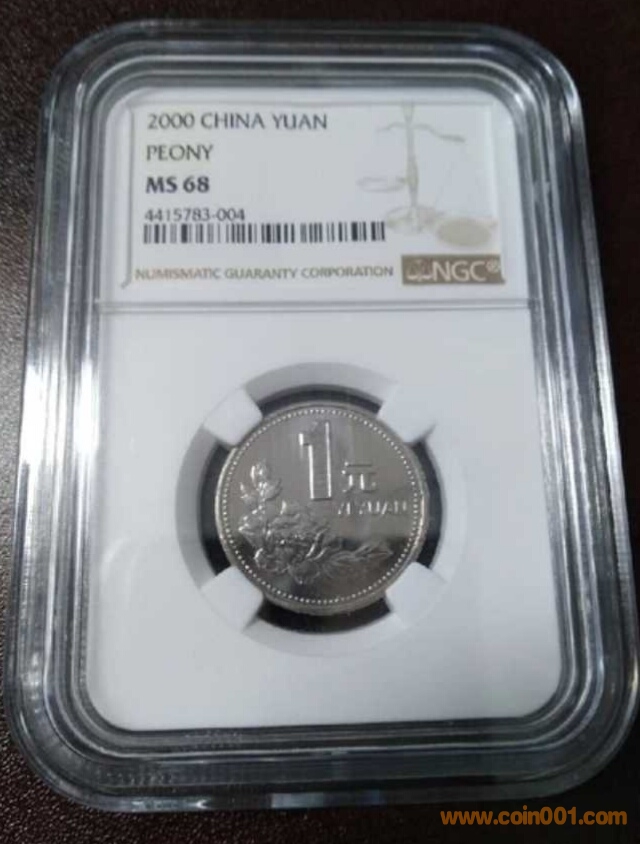 2000 CHINA YUAN
PEONY
MS 68
4415783-004
NUMISMATIC GUARANTY CORPORATION
NGC®
1
元
YI YUAN
www.coin001.com